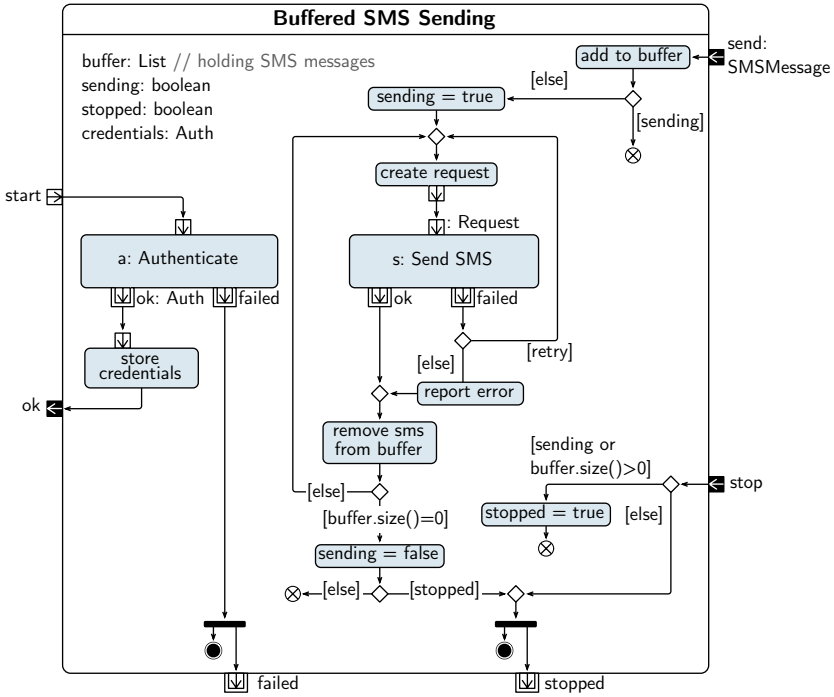 Buffered SMS Sending
buffer: List // holding SMS messages
sending: boolean
stopped: boolean
credentials: Auth
add to buffer
send:
SMSMessage
[else]
sending = true
[sending]
create request
start
: Request
a: Authenticate
s: Send SMS
ok: Auth
failed
ok
failed
[retry]
[else]
store
credentials
report error
ok
remove sms
from buffer
[sending or
buffer.size()>0]
stop
[else]
[buffer.size()=0]
stopped = true
[else]
sending = false
[else]
[stopped]
failed
stopped